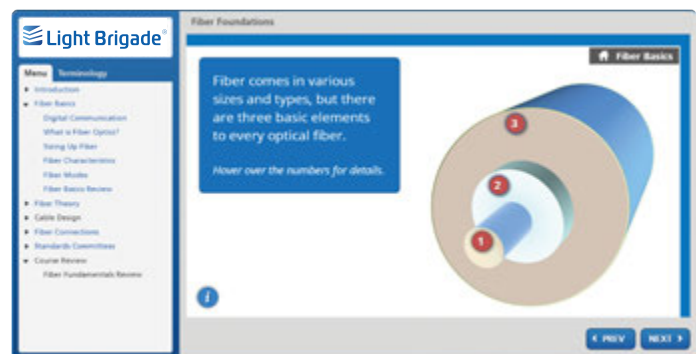 Light Brigade®
Fiber Foundations
Menu
Terminology
Introduction
Fiber Basics
Digital Communication
What is Fiber Optics?
Sizing Up Fiber
Fiber Characteristics
Fiber Modes
Fiber Basics Review
Fiber Theory
Cable Design
Fiber Connections
Standards Committees
Course Review
Fiber Fundamentals Review
Fiber Basics
Fiber comes in various
sizes and types, but there
are three basic elements
to every optical fiber.
Hover over the numbers for details.
3
2
1
i
PREV
NEXT